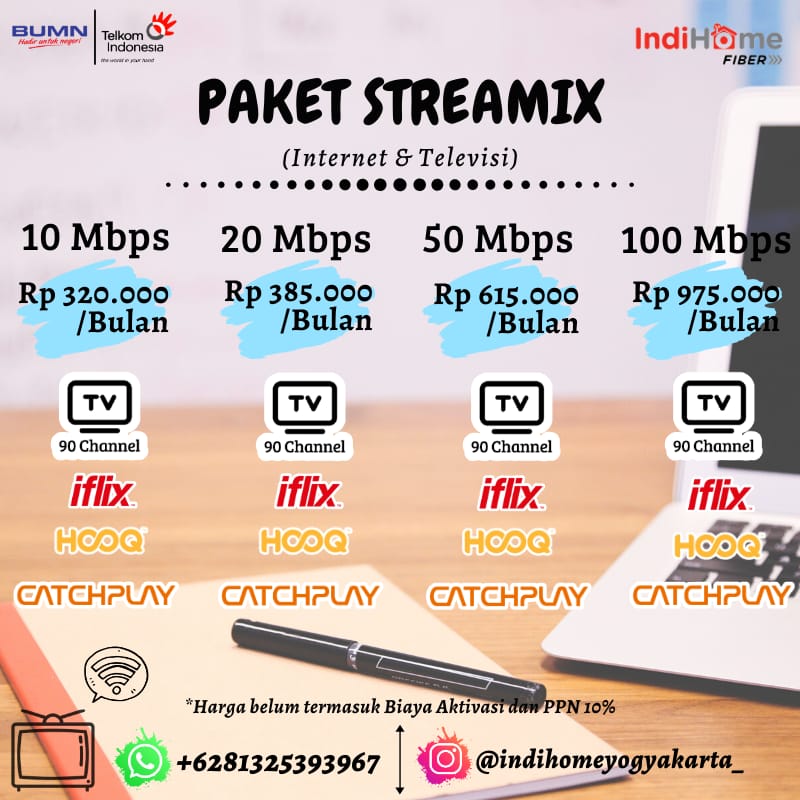 BUMN
Hadir untuk negeri
Telkom
Indonesia
the world in your hand
IndiHome
FIBER
PAKET STREAMIX
(Internet & Televisi)
10 Mbps
Rp 320.000
/Bulan
TV
90 Channel
iflix
HOOQ
CATCHPLAY
20 Mbps
Rp 385.000
/Bulan
TV
90 Channel
iflix
HOOQ
CATCHPLAY
50 Mbps
Rp 615.000
/Bulan
TV
90 Channel
iflix
HOOQ
CATCHPLAY
100 Mbps
Rp 975.000
/Bulan
TV
90 Channel
iflix
HOOQ
CATCHPLAY
*Harga belum termasuk Biaya Aktivasi dan PPN 10%
+6281325393967
@indihomeyogyakarta_